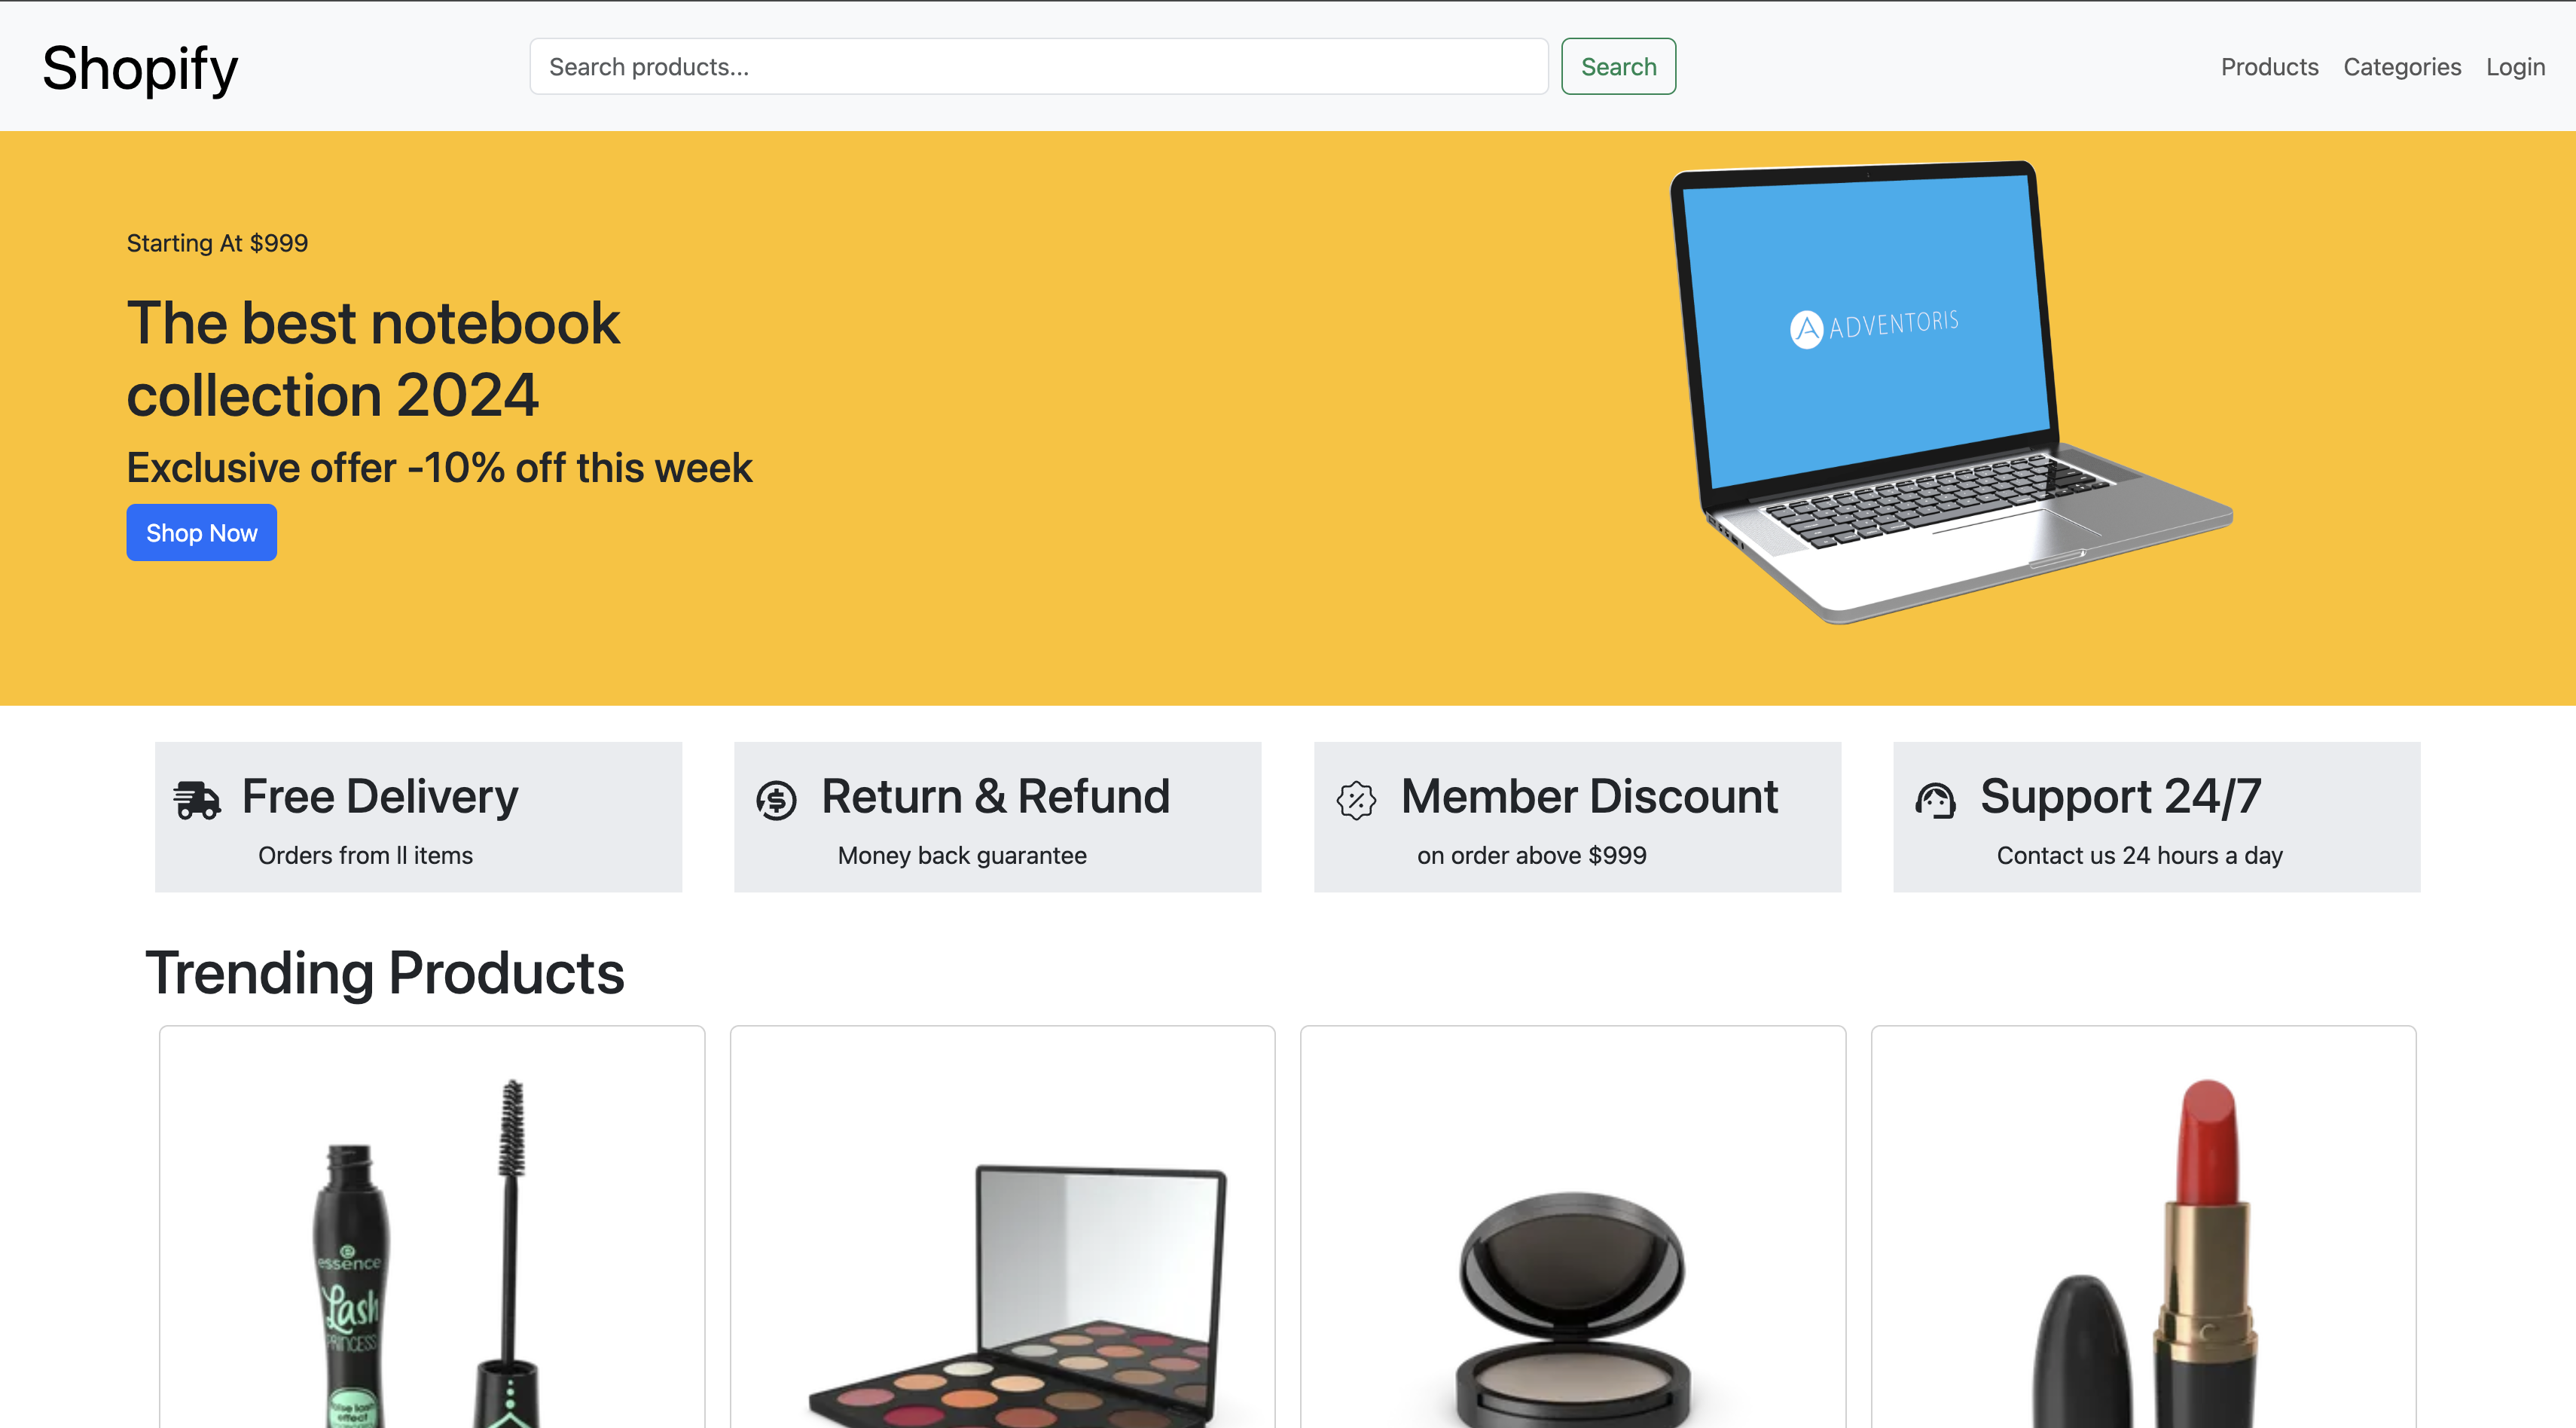 Shopify
Search products...
Search
Products
Categories
Login
Starting At $999
The best notebook
collection 2024
Exclusive offer -10% off this week
Shop Now
ADVENTORIS
Free Delivery
Orders from ll items
Return & Refund
Money back guarantee
Member Discount
on order above $999
Support 24/7
Contact us 24 hours a day
Trending Products
essence
Lash
PRINCESS
false lash
effect